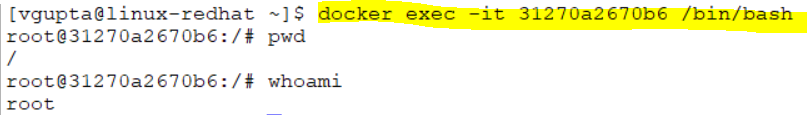 [vgupta@linux-redhat ~]$ docker exec -it 31270a2670b6 /bin/bash
root@31270a2670b6:/# pwd
/
root@31270a2670b6:/# whoami
root